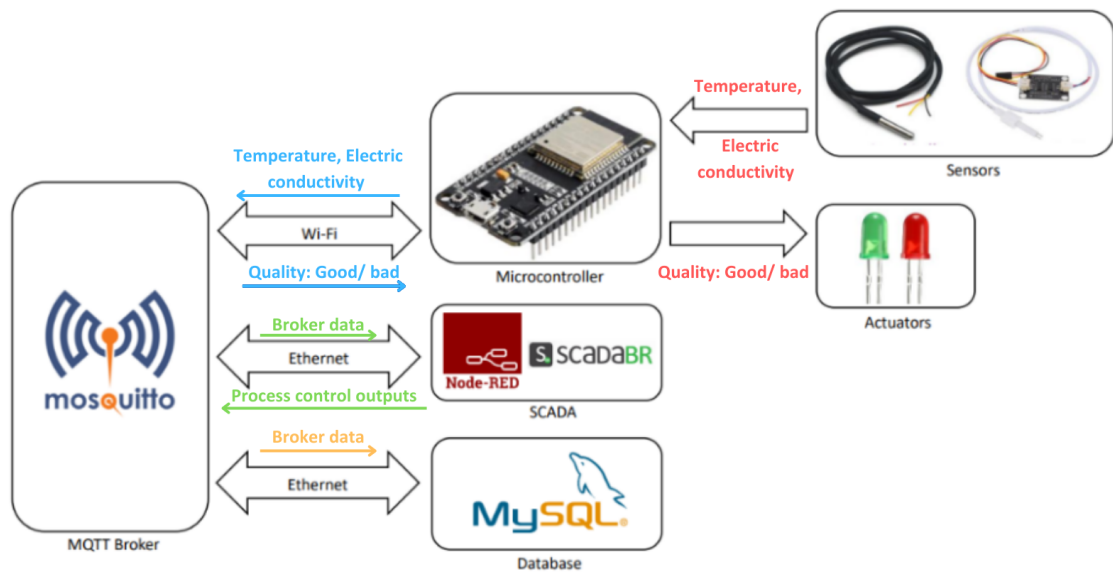 Temperature,
Electric
conductivity
Sensors
Temperature, Electric
conductivity
Wi-Fi
Quality: Good/ bad
Microcontroller
Quality: Good/ bad
Actuators
mosquitto
MQTT Broker
Broker data
Ethernet
Process control outputs
Node-RED
S. SCADABR
SCADA
Broker data
Ethernet
MySQL®
Database